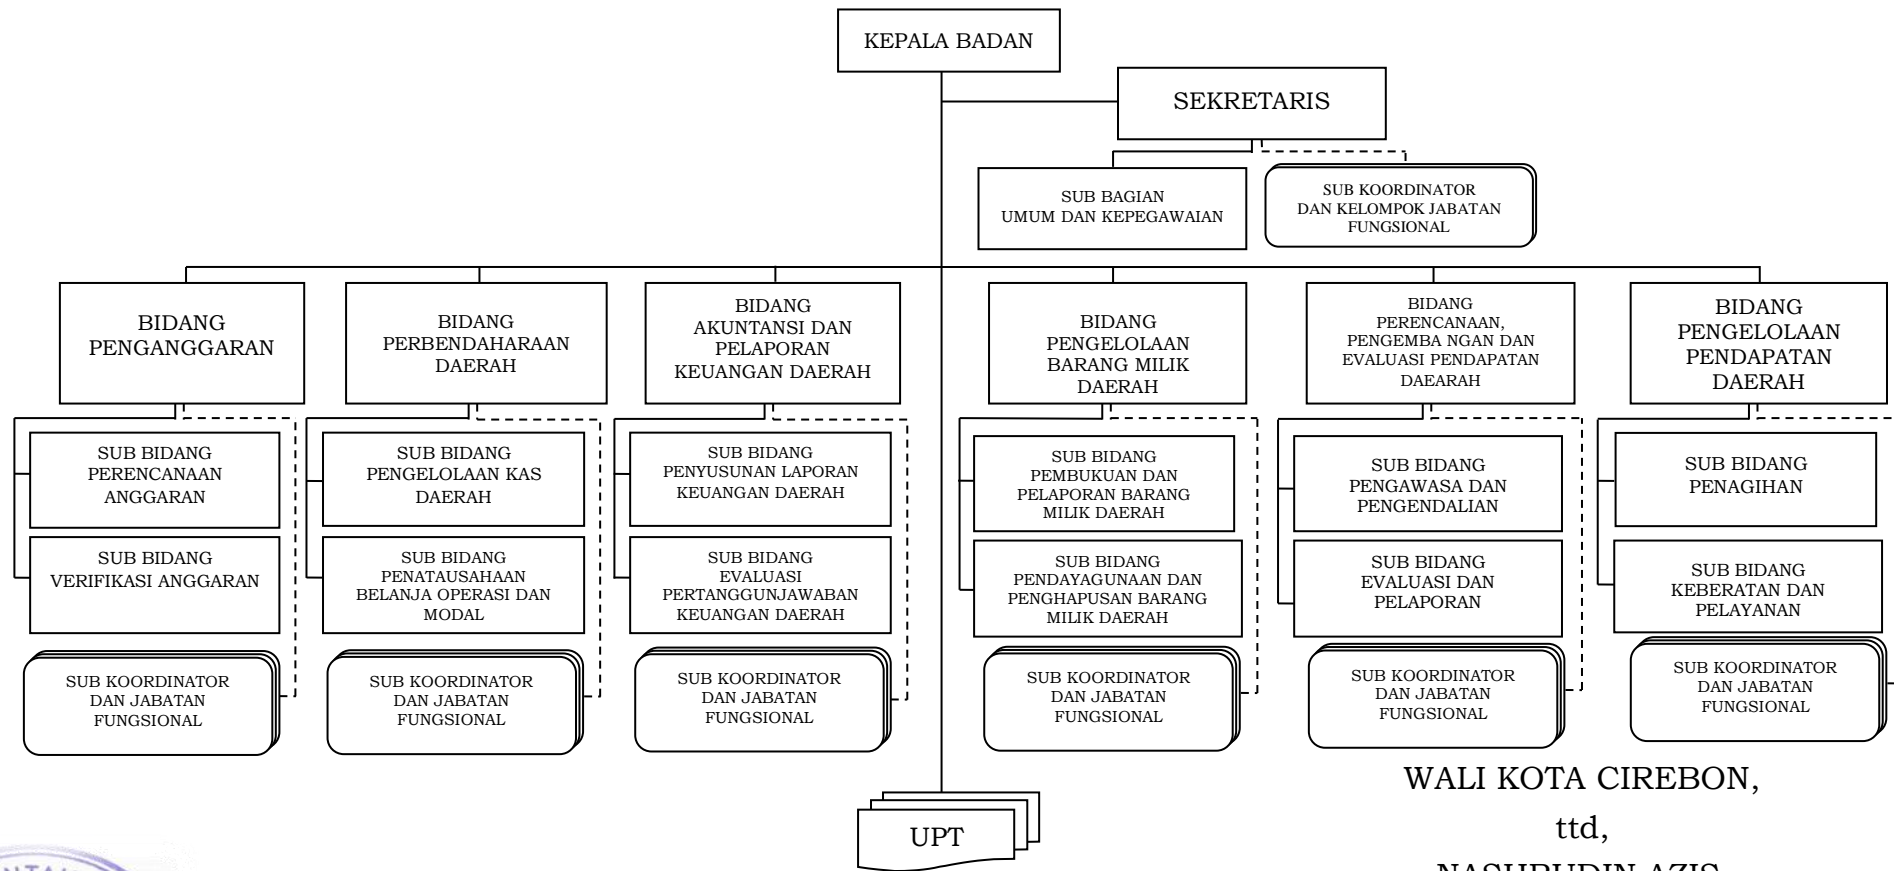 KEPALA BADAN
SEKRETARIS
SUB BAGIAN
UMUM DAN KEPEGAWAIAN
SUB KOORDINATOR
DAN KELOMPOK JABATAN
FUNGSIONAL
BIDANG
PENGANGGARAN
BIDANG
PERBENDAHARAAN
DAERAH
BIDANG
AKUNTANSI DAN
PELAPORAN
KEUANGAN DAERAH
BIDANG
PENGELOLAAN
BARANG MILIK
DAERAH
BIDANG
PERENCANAAN,
PENGEMBA NGAN DAN
EVALUASI PENDAPATAN
DAEARAH
BIDANG
PENGELOLAAN
PENDAPATAN
DAERAH
SUB BIDANG
PERENCANAAN
ANGGARAN
SUB BIDANG
PENGELOLAAN KAS
DAERAH
SUB BIDANG
PENYUSUNAN LAPORAN
KEUANGAN DAERAH
SUB BIDANG
PEMBUKUAN DAN
PELAPORAN BARANG
MILIK DAERAH
SUB BIDANG
PENGAWASA DAN
PENGENDALIAN
SUB BIDANG
PENAGIHAN
SUB BIDANG
VERIFIKASI ANGGARAN
SUB BIDANG
PENATAUSAHAAN
BELANJA OPERASI DAN
MODAL
SUB BIDANG
EVALUASI
PERTANGGUNJAWABAN
KEUANGAN DAERAH
SUB BIDANG
PENDAYAGUNAAN DAN
PENGHAPUSAN BARANG
MILIK DAERAH
SUB BIDANG
EVALUASI DAN
PELAPORAN
SUB BIDANG
KEBERATAN DAN
PELAYANAN
SUB KOORDINATOR
DAN JABATAN
FUNGSIONAL
SUB KOORDINATOR
DAN JABATAN
FUNGSIONAL
SUB KOORDINATOR
DAN JABATAN
FUNGSIONAL
SUB KOORDINATOR
DAN JABATAN
FUNGSIONAL
SUB KOORDINATOR
DAN JABATAN
FUNGSIONAL
SUB KOORDINATOR
DAN JABATAN
FUNGSIONAL
UPT
WALI KOTA CIREBON,
ttd,
NASHRUDIN AZIS